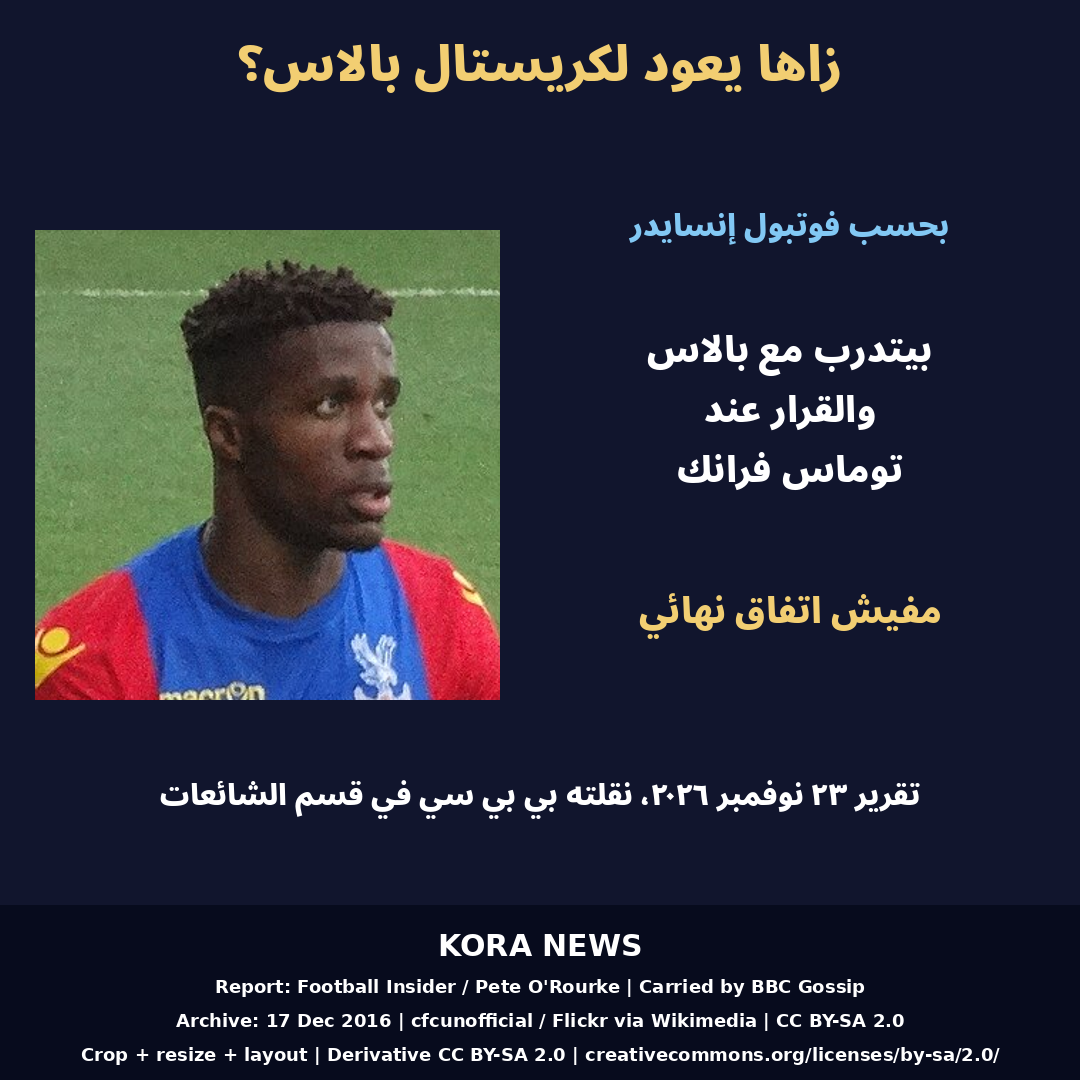 زاها يعود لكريستال بالاس؟
بحسب فوتبول إنسايدر
بيتدرب مع بالاس
والقرار عند
توماس فرانك
مفيش اتفاق نهائي
macron
تقرير ٢٣ نوفمبر ٢٠٢٦، نقلته بي بي سي في قسم الشائعات
KORA NEWS
Report: Football Insider / Pete O'Rourke | Carried by BBC Gossip
Archive: 17 Dec 2016 | cfcunofficial / Flickr via Wikimedia | CC BY-SA 2.0
Crop + resize + layout | Derivative CC BY-SA 2.0 | creativecommons.org/licenses/by-sa/2.0/